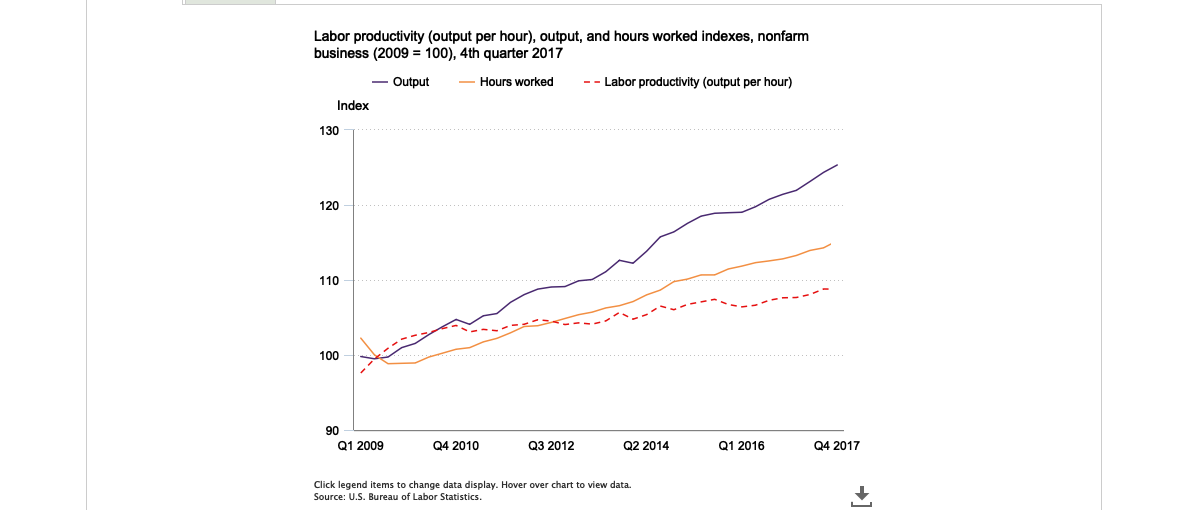 Labor productivity (output per hour), output, and hours worked indexes, nonfarm
business (2009 = 100), 4th quarter 2017
Output Hours worked Labor productivity (output per hour)
Index
130
120
110
100
90
Q1 2009 Q4 2010 Q3 2012 Q2 2014 Q1 2016 Q4 2017
Click legend items to change data display. Hover over chart to view data.
Source: U.S. Bureau of Labor Statistics.